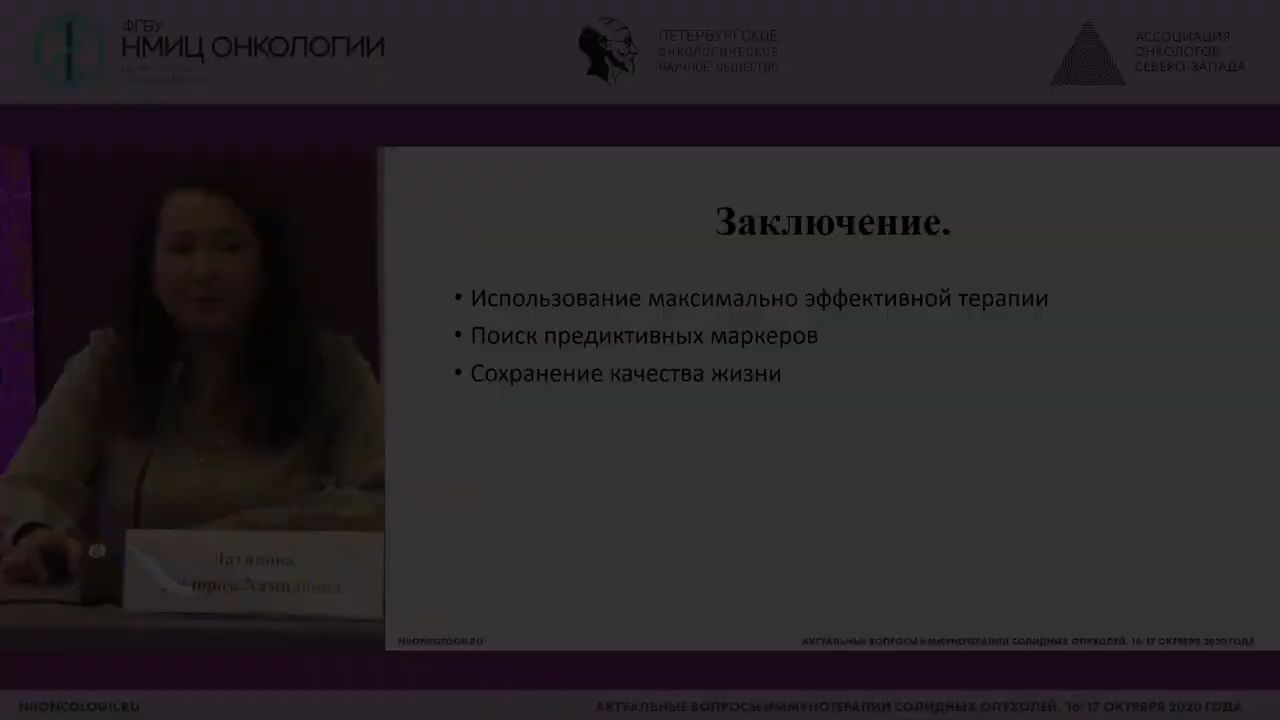 ФГБУ
НМИЦ ОНКОЛОГИИ
ПЕТЕРБУРГСКОЕ
ОНКОЛОГИЧЕСКОЕ
НАУЧНОЕ ОБЩЕСТВО
АССОЦИАЦИЯ
ОНКОЛОГОВ
СЕВЕРО-ЗАПАДА
Заключение.
• Использование максимально эффективной терапии
• Поиск предиктивных маркеров
• Сохранение качества жизни
NIIONCOLOGII.RU
АКТУАЛЬНЫЕ ВОПРОСЫ ИММУНОТЕРАПИИ СОЛИДНЫХ ОПУХОЛЕЙ. 16-17 ОКТЯБРЯ 2020 ГОДА
NIIONCOLOGII.RU
АКТУАЛЬНЫЕ ВОПРОСЫ ИММУНОТЕРАПИИ СОЛИДНЫХ ОПУХОЛЕЙ. 16-17 ОКТЯБРЯ 2020 ГОДА